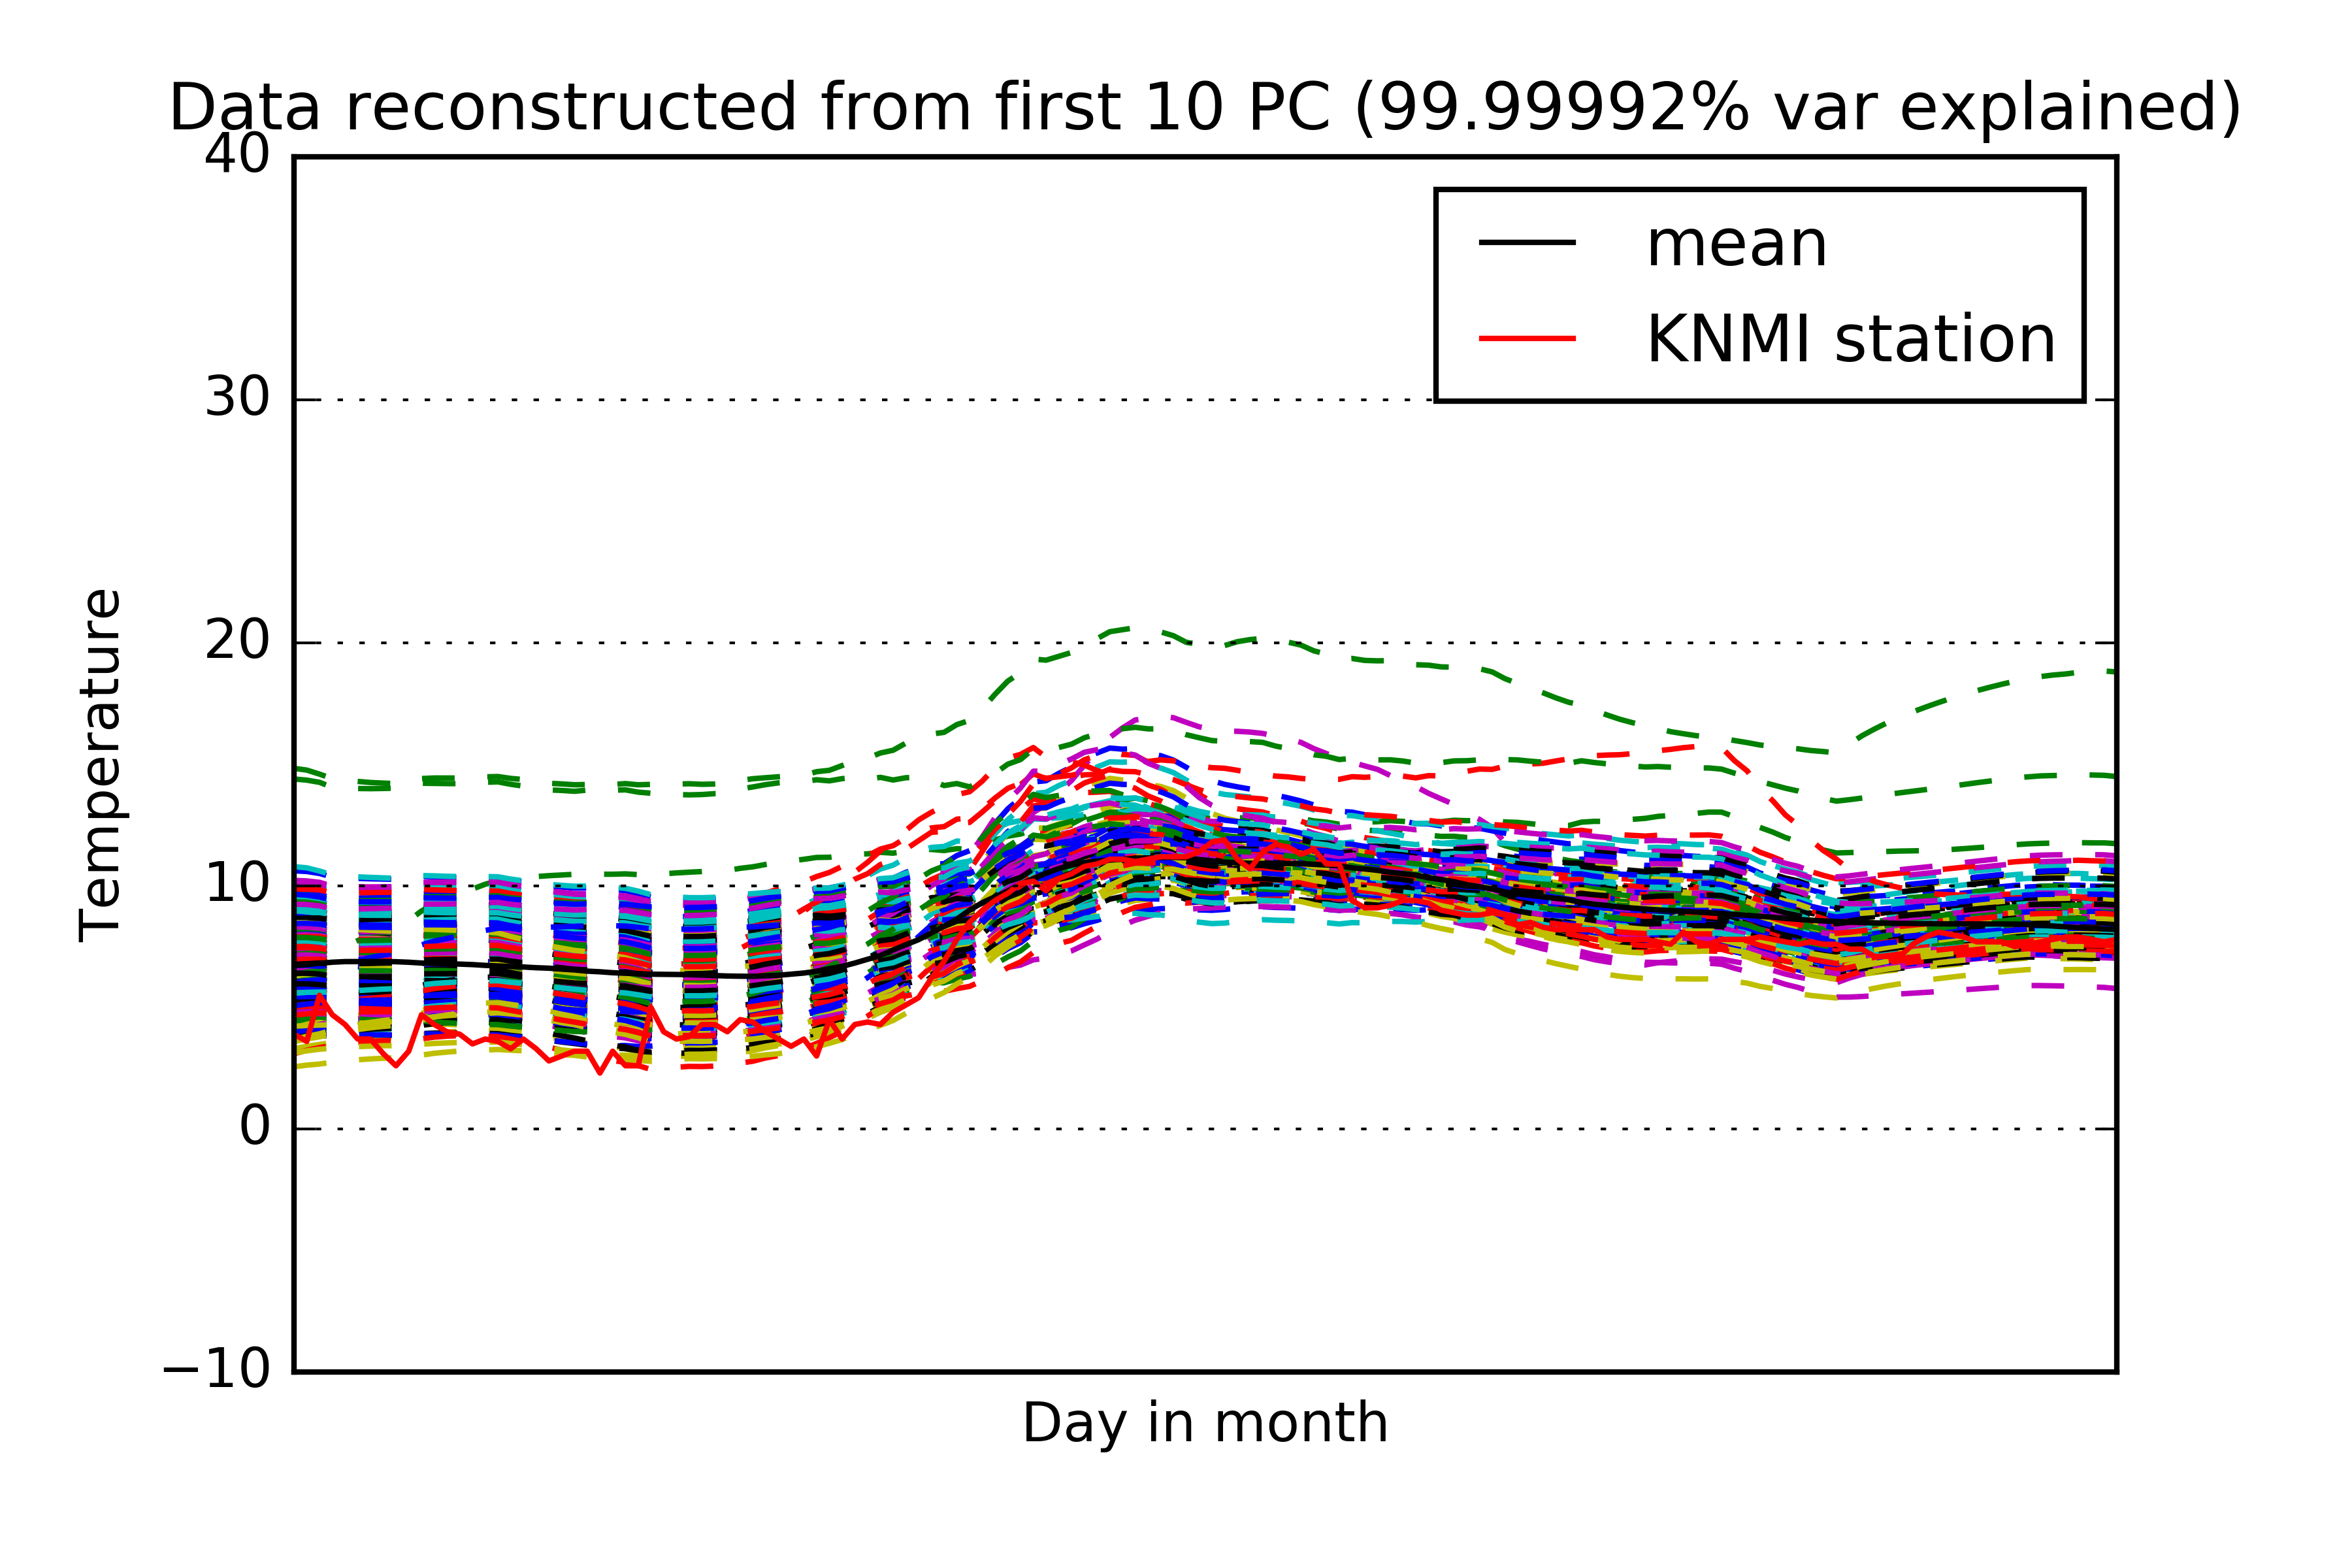 Data reconstructed from first 10 PC (99.99992% var explained)
40
30
20
10
0
−10
Temperature
Day in month
mean
KNMI station